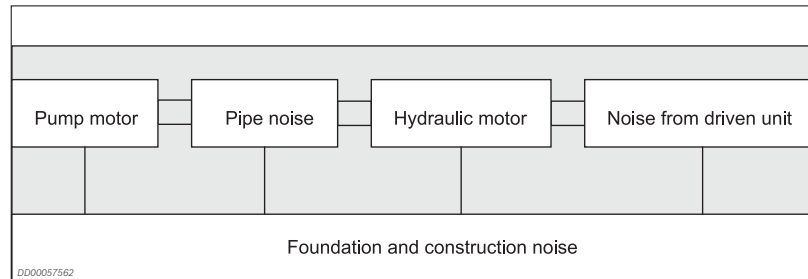 Pump motor
Pipe noise
Hydraulic motor
Noise from driven unit
Foundation and construction noise
DD00057562